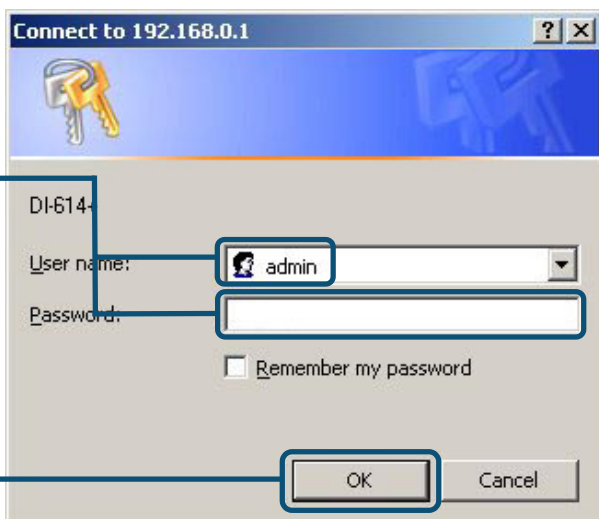 Connect to 192.168.0.1
DI-614+
User name:
admin
Password:
Remember my password
OK
Cancel